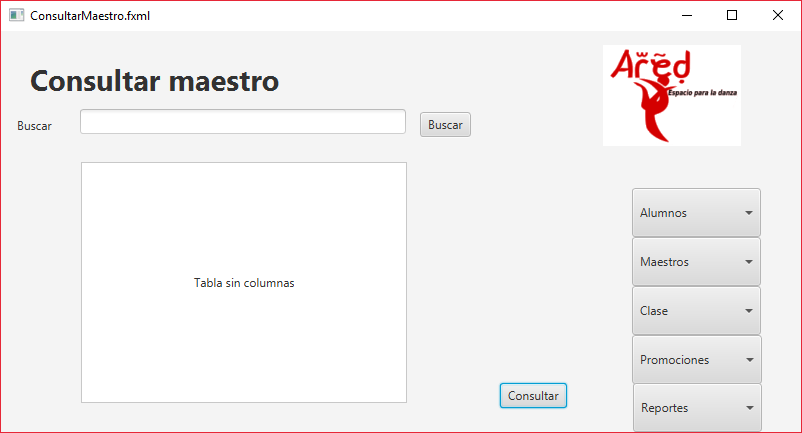 ConsultarMaestro.fxml
Consultar maestro
Ared
Espacio para la danza
Buscar
Buscar
Tabla sin columnas
Alumnos
Maestros
Clase
Promociones
Consultar
Reportes